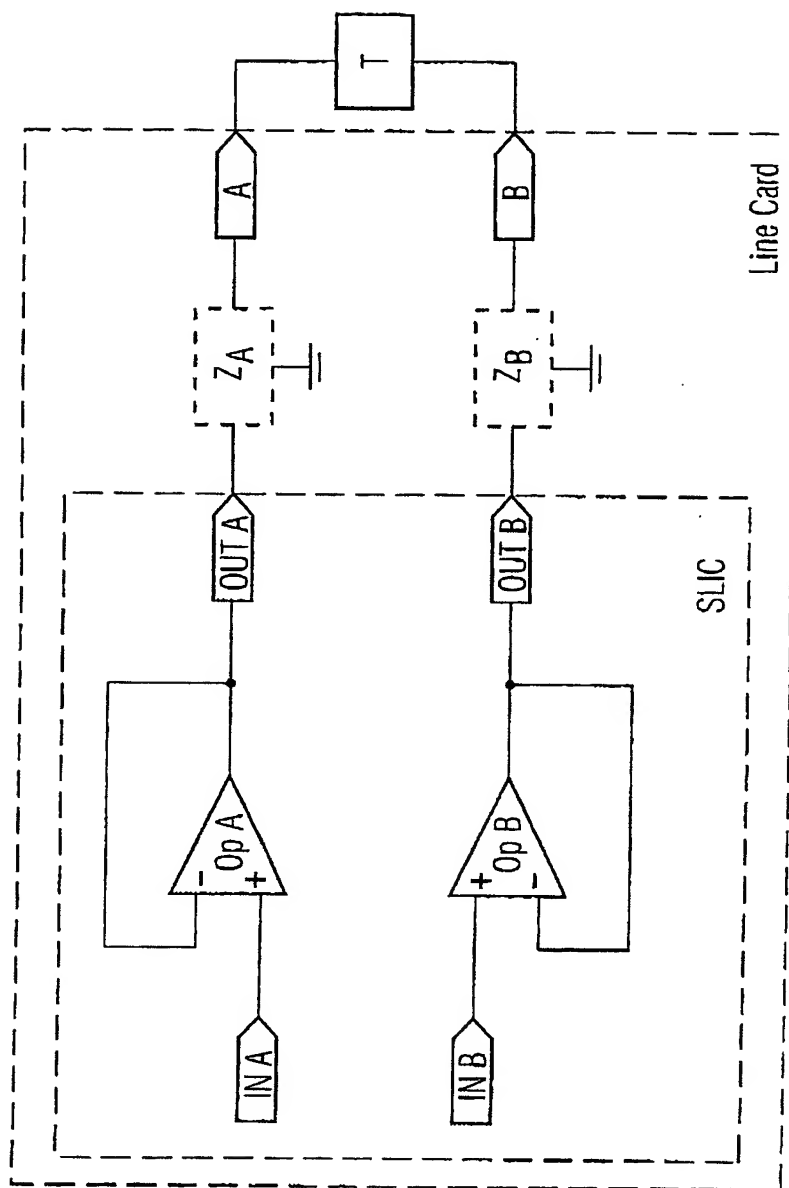 T
A
B
Line Card
Z_A
Z_B
OUT A
OUT B
SLIC
Op A
- +
Op B
+ -
IN A
IN B